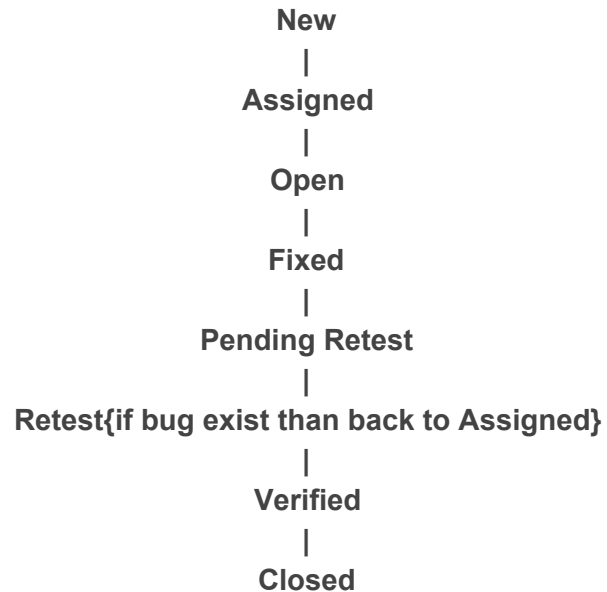 New
|
Assigned
|
Open
|
Fixed
|
Pending Retest
|
Retest{if bug exist than back to Assigned}
|
Verified
|
Closed